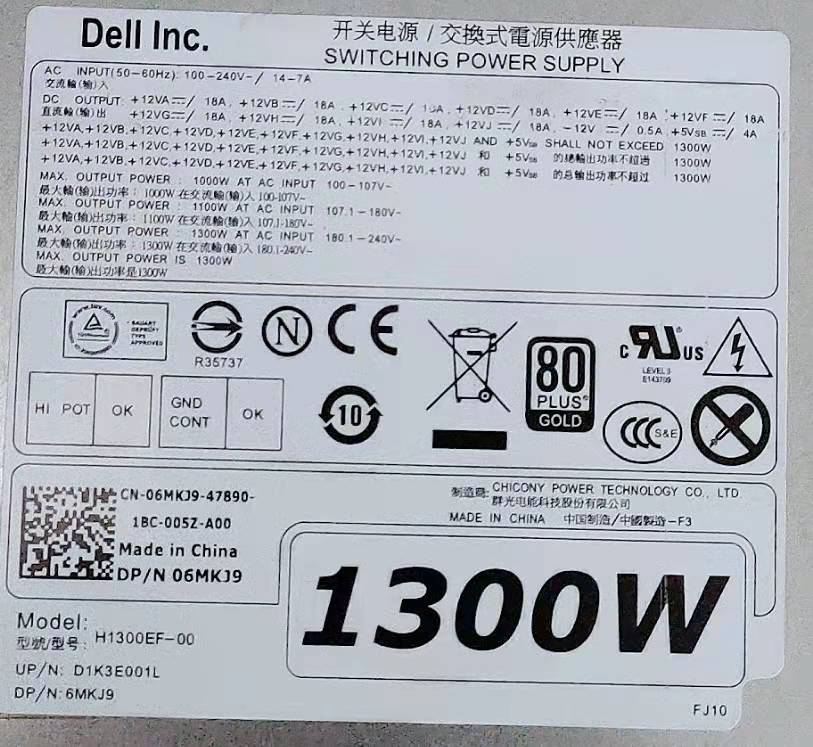 Dell Inc.
开关电源 / 交換式電源供應器
SWITCHING POWER SUPPLY
AC INPUT(50-60Hz): 100-240V~/ 14-7A
交流輸(输)入
DC OUTPUT: +12VA⎓/ 18A, +12VB⎓/ 18A, +12VC⎓/ +12VD⎓/ 18A, +12VE⎓/ 18A, +12VF⎓/ 18A
直流輸(输)出 +12VG⎓/ 18A, +12VH⎓/ 18A, +12VI⎓/ 18A, +12VJ⎓/ 18A, -12V⎓/ 0.5A, +5VSB⎓/ 4A
+12VA,+12VB,+12VC,+12VD,+12VE,+12VF,+12VG,+12VH,+12VI,+12VJ AND +5VSB SHALL NOT EXCEED 1300W
+12VA,+12VB,+12VC,+12VD,+12VE,+12VF,+12VG,+12VH,+12VI,+12VJ 和 +5VSB 的總輸出功率不超過 1300W
+12VA,+12VB,+12VC,+12VD,+12VE,+12VF,+12VG,+12VH,+12VI,+12VJ 和 +5VSB 的总输出功率不超过 1300W
MAX. OUTPUT POWER : 1000W AT AC INPUT 100-107V~
最大輸(输)出功率: 1000W 在交流輸(输)入 100-107V~
MAX. OUTPUT POWER : 1100W AT AC INPUT 107.1-180V~
最大輸(输)出功率: 1100W 在交流輸(输)入 107.1-180V~
MAX. OUTPUT POWER : 1300W AT AC INPUT 180.1-240V~
最大輸(输)出功率: 1300W 在交流輸(输)入 180.1-240V~
MAX. OUTPUT POWER IS 1300W
最大輸(输)出功率是1300W
www.tuv.com
BAUART
GEPRÜFT
TYPE
APPROVED
R35737
N
CE
80
PLUS®
GOLD
c RU® US
LEVEL 3
E143709
CCC S&E
HI POT OK
GND
CONT OK
10
CN-06MKJ9-47890-
1BC-005Z-A00
Made in China
DP/N 06MKJ9
制造商: CHICONY POWER TECHNOLOGY CO., LTD.
群光电能科技股份有限公司
MADE IN CHINA 中国制造/中國製造-F3
1300W
Model:
型號/型号: H1300EF-00
UP/N: D1K3E001L
DP/N:6MKJ9
FJ10